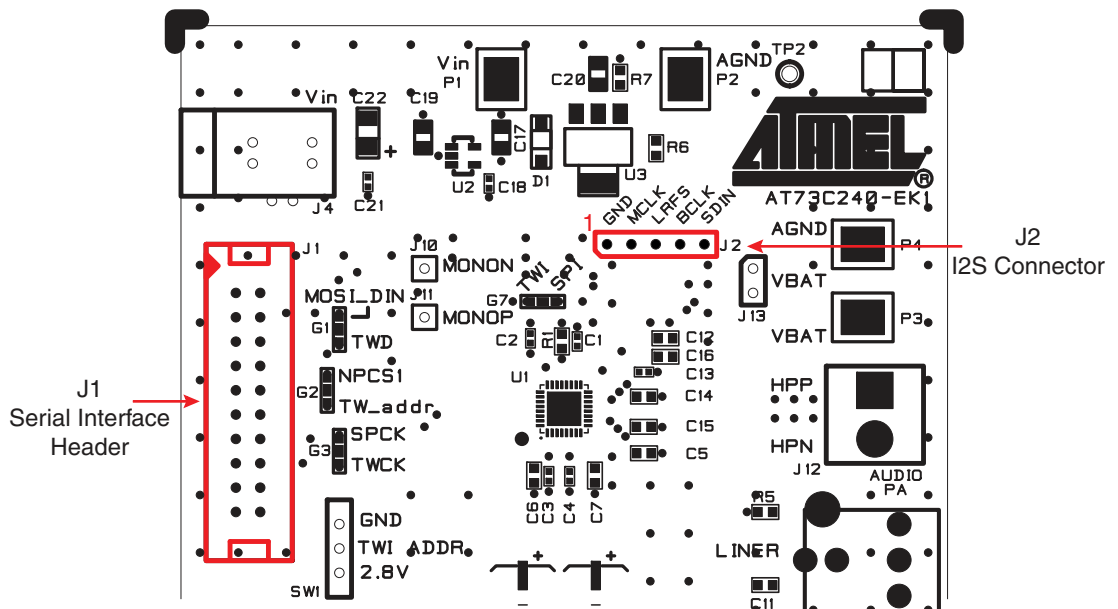 Vin
P1
AGND
P2
TP2
C20
R7
Vin
C22
C19
C17
ATMEL
®
AT73C240-EK1
+
U2
C18
D1
U3
R6
C21
J4
1
GND
MCLK
LRFS
BCLK
SDIN
J2
J2
I2S Connector
AGND
P4
J1
J10
MONON
J11
MONOP
TWI
SPI
G7
VBAT
J13
VBAT
P3
MOSI_DIN
G1
TWD
C2
R1
C1
C12
C16
C13
U1
C14
C15
C5
J1
Serial Interface
Header
NPCS1
G2
TW_addr
SPCK
G3
TWCK
HPP
HPN
J12
AUDIO
PA
C6
C3
C4
C7
R5
GND
TWI ADDR
2.8V
SW1
+
+
LINER
C11